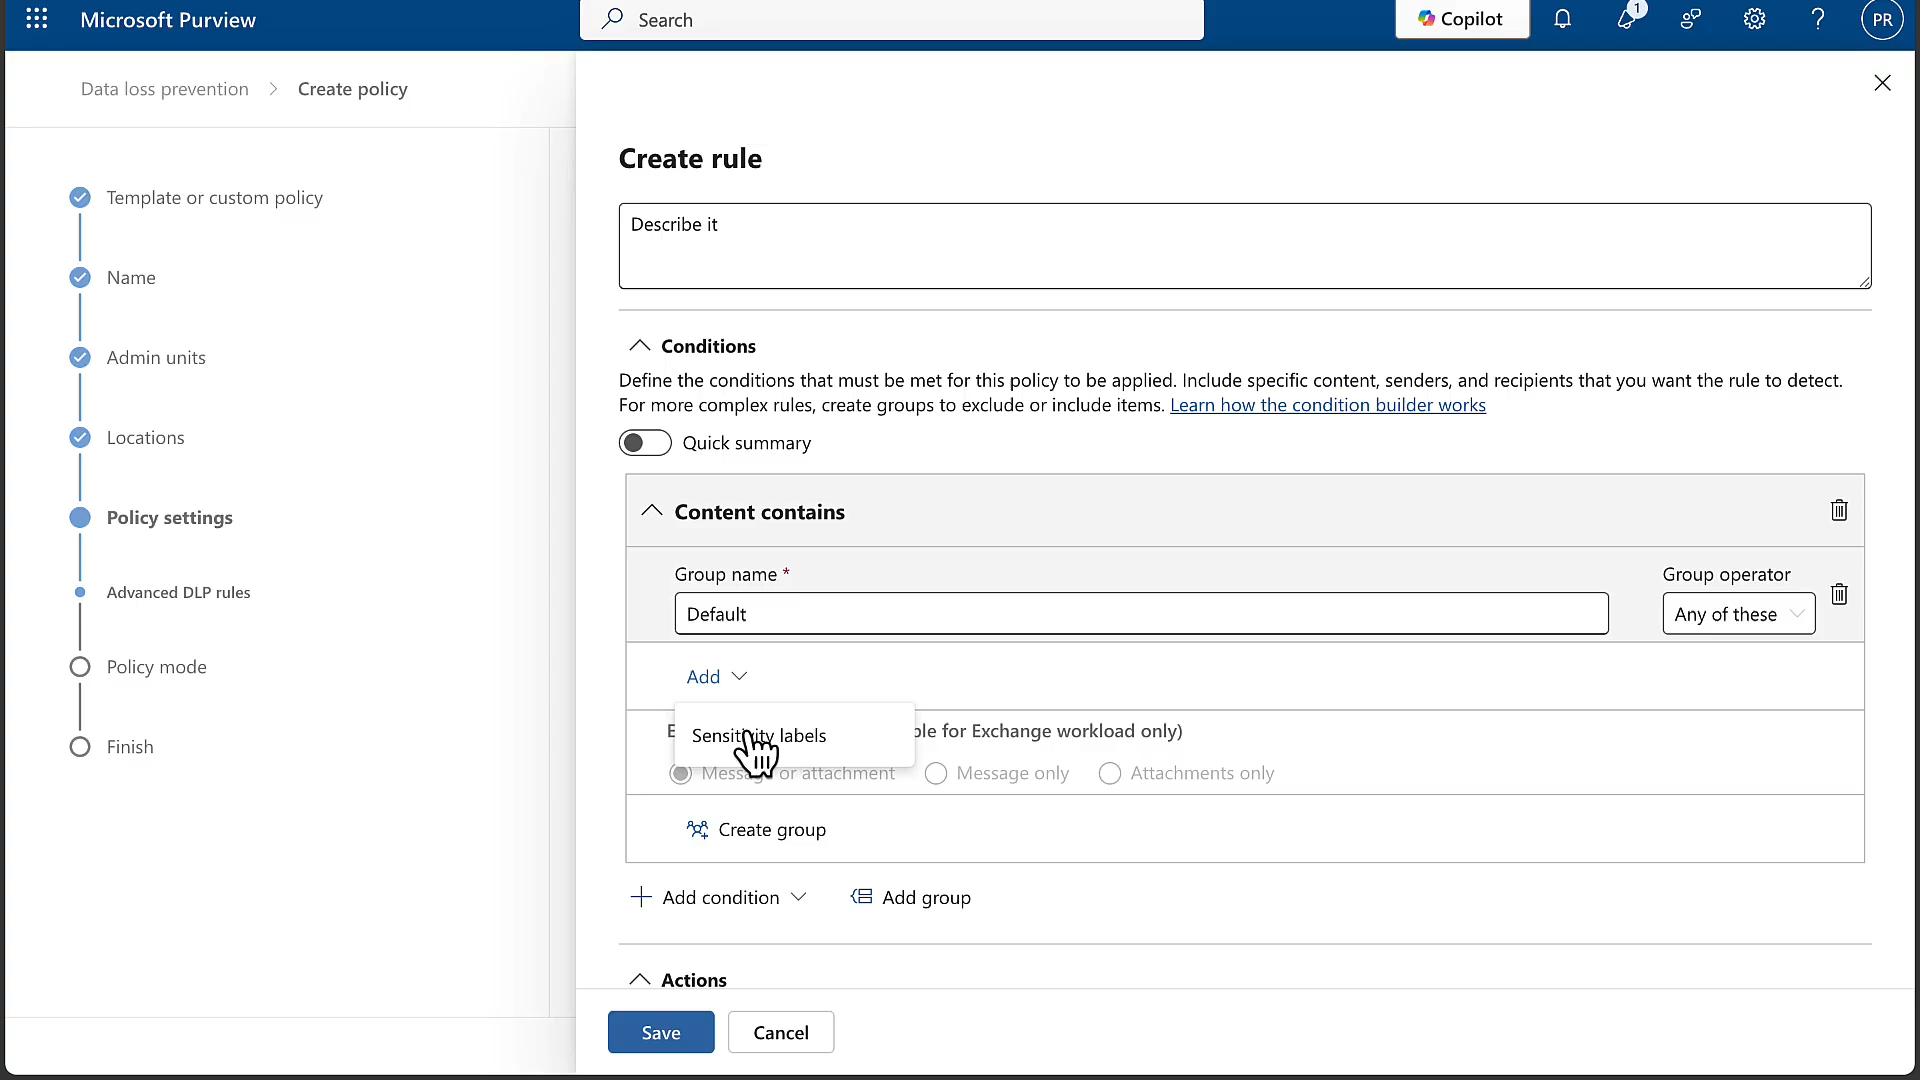 Microsoft Purview
Search
Copilot
1
?
PR
Data loss prevention > Create policy
Template or custom policy
Name
Admin units
Locations
Policy settings
Advanced DLP rules
Policy mode
Finish
Create rule
Describe it
Conditions
Define the conditions that must be met for this policy to be applied. Include specific content, senders, and recipients that you want the rule to detect.
For more complex rules, create groups to exclude or include items. Learn how the condition builder works
Quick summary
Content contains
Group name *
Group operator
Default
Any of these
Add
Sensitivity labels
for Exchange workload only)
Message or attachment
Message only
Attachments only
Create group
Add condition
Add group
Actions
Save
Cancel